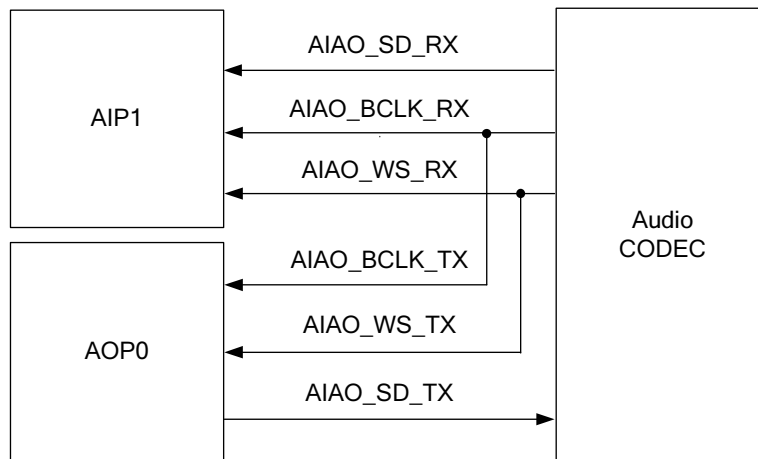 AIAO_SD_RX
AIP1
AIAO_BCLK_RX
AIAO_WS_RX
Audio
CODEC
AIAO_BCLK_TX
AIAO_WS_TX
AOP0
AIAO_SD_TX